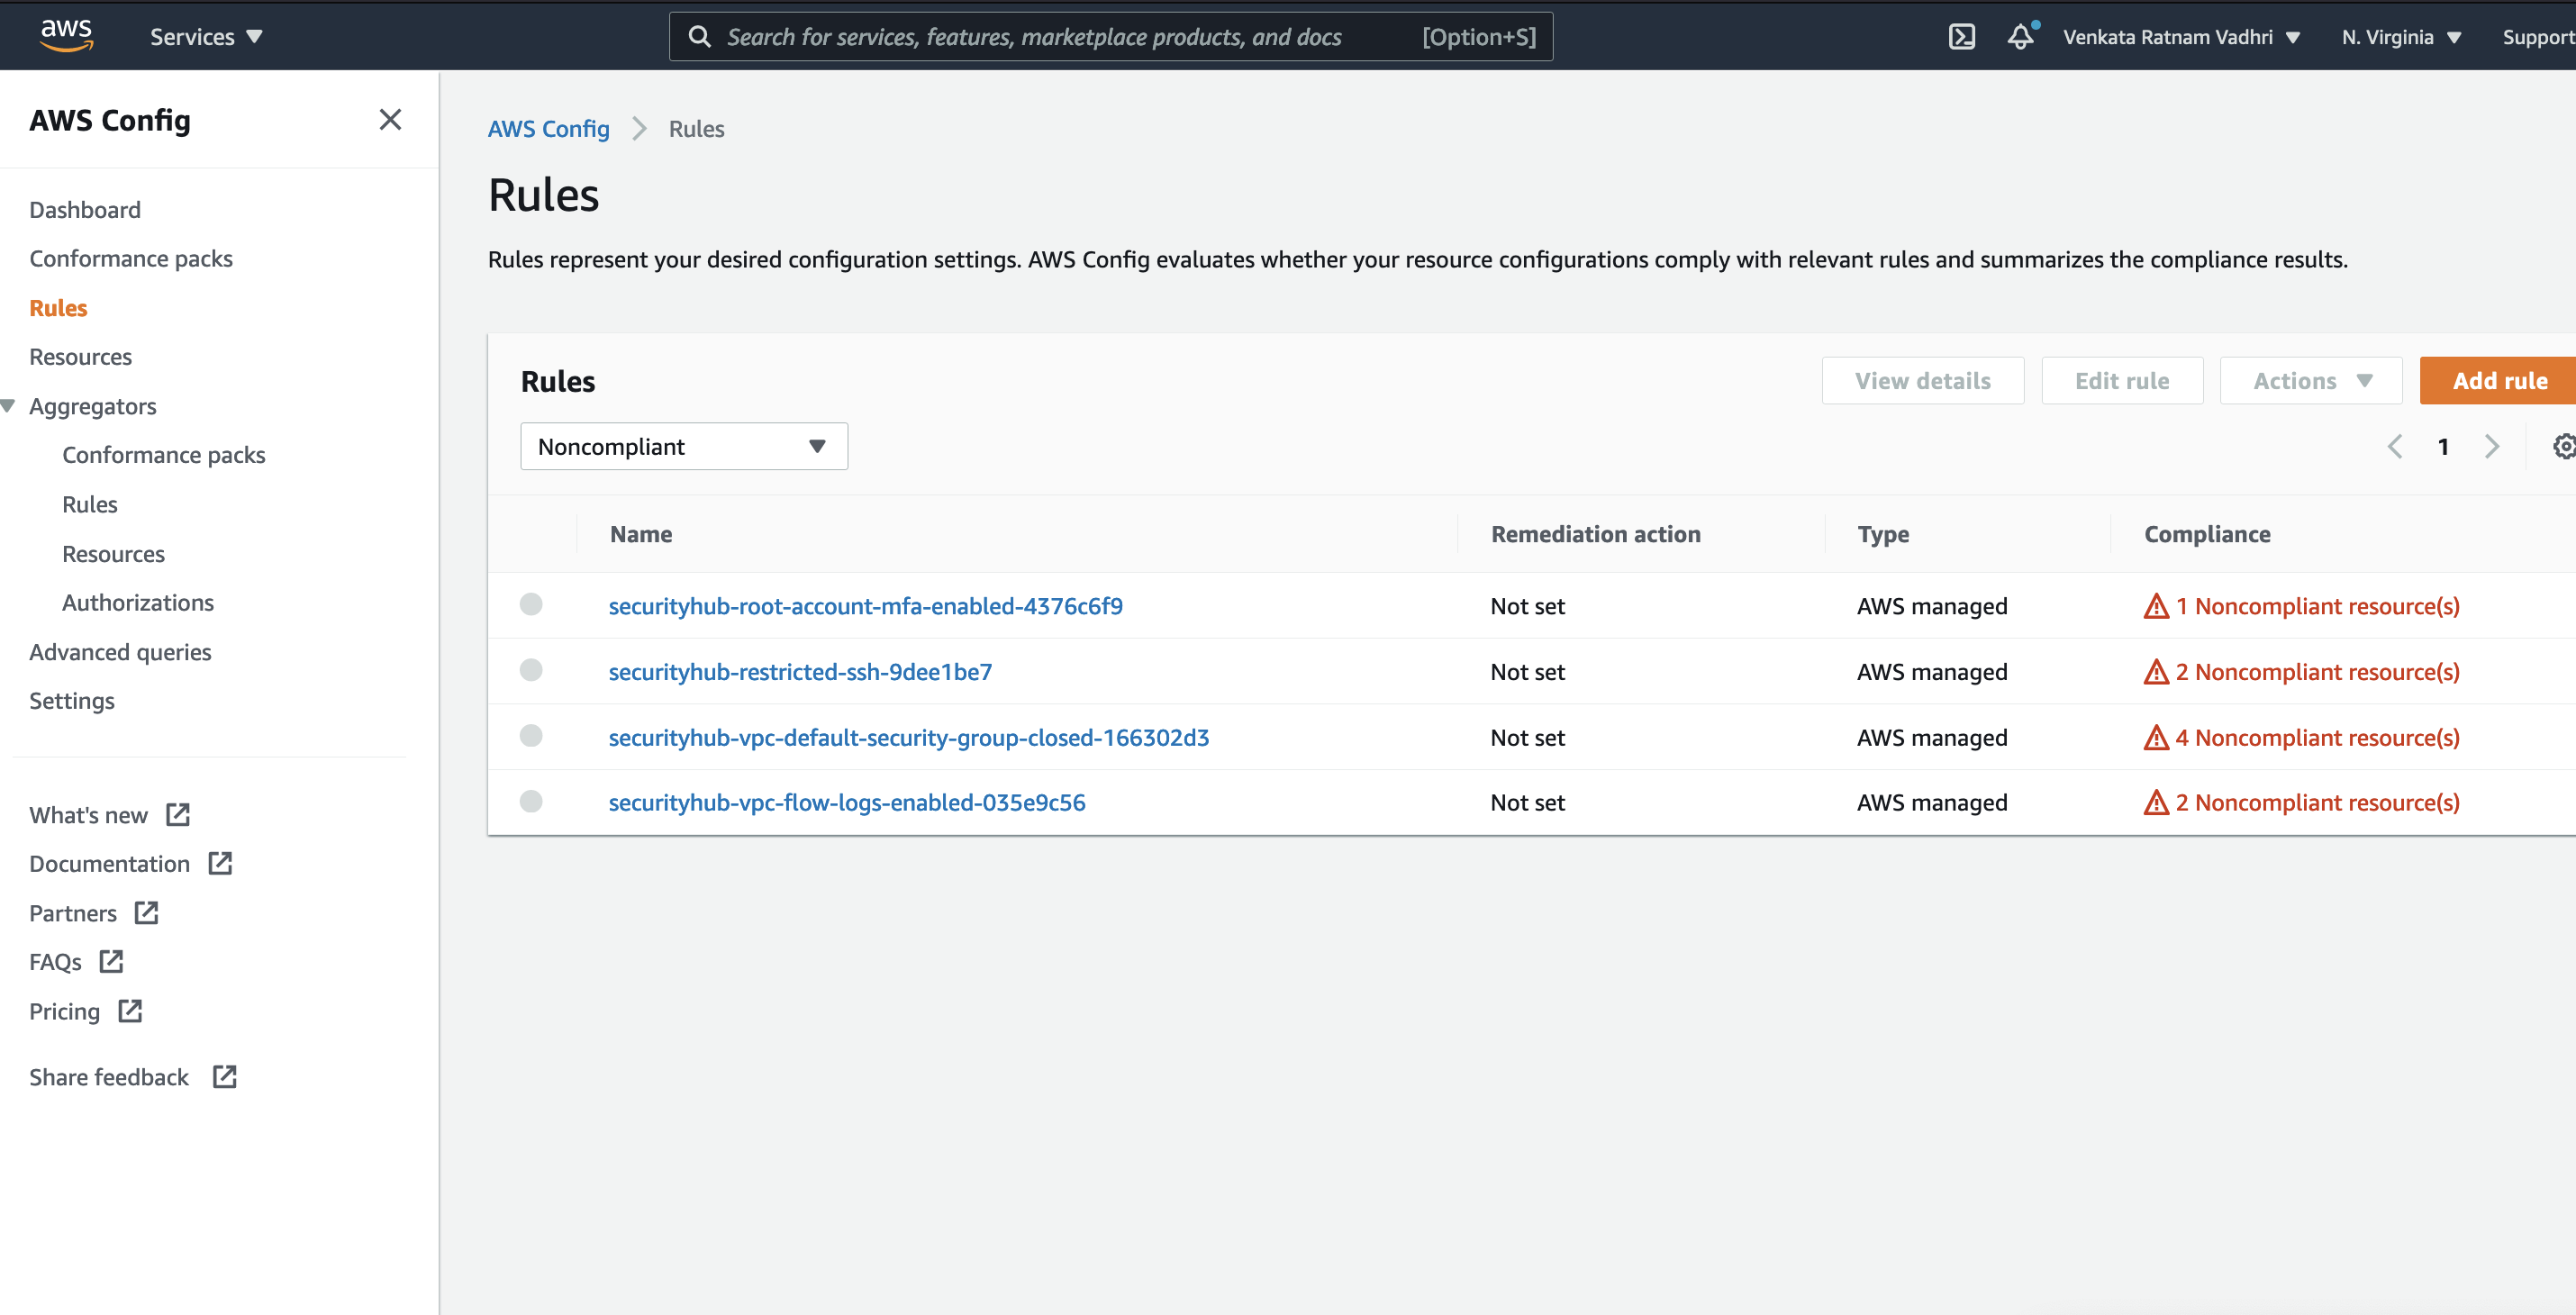 aws
Services
Search for services, features, marketplace products, and docs
[Option+S]
Venkata Ratnam Vadhri
N. Virginia
Support
AWS Config
Dashboard
Conformance packs
Rules
Resources
Aggregators
Conformance packs
Rules
Resources
Authorizations
Advanced queries
Settings
What's new
Documentation
Partners
FAQs
Pricing
Share feedback
AWS Config > Rules
Rules
Rules represent your desired configuration settings. AWS Config evaluates whether your resource configurations comply with relevant rules and summarizes the compliance results.
Rules
View details
Edit rule
Actions
Add rule
Noncompliant
1
Name Remediation action Type Compliance
securityhub-root-account-mfa-enabled-4376c6f9 Not set AWS managed 1 Noncompliant resource(s)
securityhub-restricted-ssh-9dee1be7 Not set AWS managed 2 Noncompliant resource(s)
securityhub-vpc-default-security-group-closed-166302d3 Not set AWS managed 4 Noncompliant resource(s)
securityhub-vpc-flow-logs-enabled-035e9c56 Not set AWS managed 2 Noncompliant resource(s)